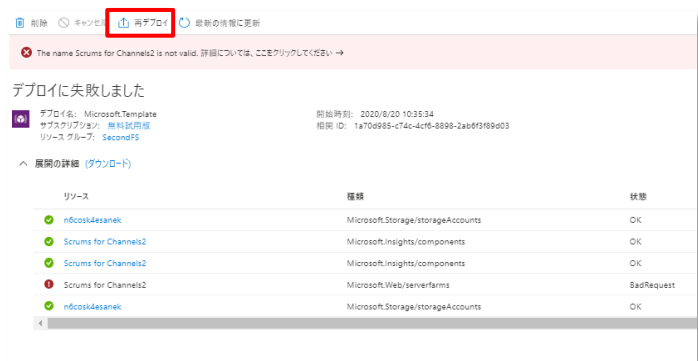 削除 キャンセル 再デプロイ 最新の情報に更新
The name Scrums for Channels2 is not valid. 詳細については、ここをクリックしてください →
デプロイに失敗しました
デプロイ名: Microsoft.Template 開始時刻: 2020/8/20 10:35:34
サブスクリプション: 無料試用版 相関 ID: 1a70d985-c74c-4cf6-8898-2ab6f3f89d03
リソース グループ: SecondFS
展開の詳細 (ダウンロード)
リソース 種類 状態
n6cosk4esanek Microsoft.Storage/storageAccounts OK
Scrums for Channels2 Microsoft.Insights/components OK
Scrums for Channels2 Microsoft.Insights/components OK
Scrums for Channels2 Microsoft.Web/serverfarms BadRequest
n6cosk4esanek Microsoft.Storage/storageAccounts OK